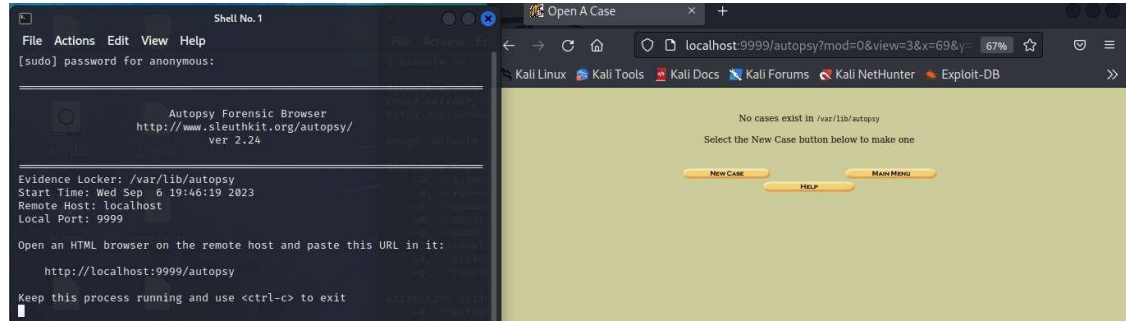 Shell No. 1
File Actions Edit View Help
[sudo] password for anonymous:
Autopsy Forensic Browser
http://www.sleuthkit.org/autopsy/
ver 2.24
Evidence Locker: /var/lib/autopsy
Start Time: Wed Sep 6 19:46:19 2023
Remote Host: localhost
Local Port: 9999
Open an HTML browser on the remote host and paste this URL in it:
http://localhost:9999/autopsy
Keep this process running and use <ctrl-c> to exit
Open A Case
localhost:9999/autopsy?mod=0&view=3&x=69&y= 67%
Kali Linux Kali Tools Kali Docs Kali Forums Kali NetHunter Exploit-DB
No cases exist in /var/lib/autopsy
Select the New Case button below to make one
NEW CASE MAIN MENU
HELP